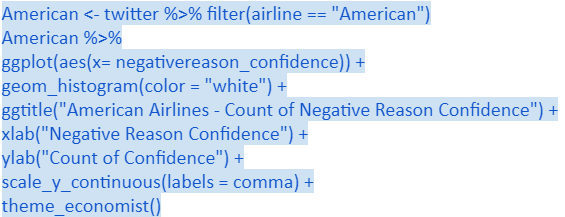 American <- twitter %>% filter(airline == "American")
American %>%
ggplot(aes(x= negativereason_confidence)) +
geom_histogram(color = "white") +
ggtitle("American Airlines - Count of Negative Reason Confidence") +
xlab("Negative Reason Confidence") +
ylab("Count of Confidence") +
scale_y_continuous(labels = comma) +
theme_economist()